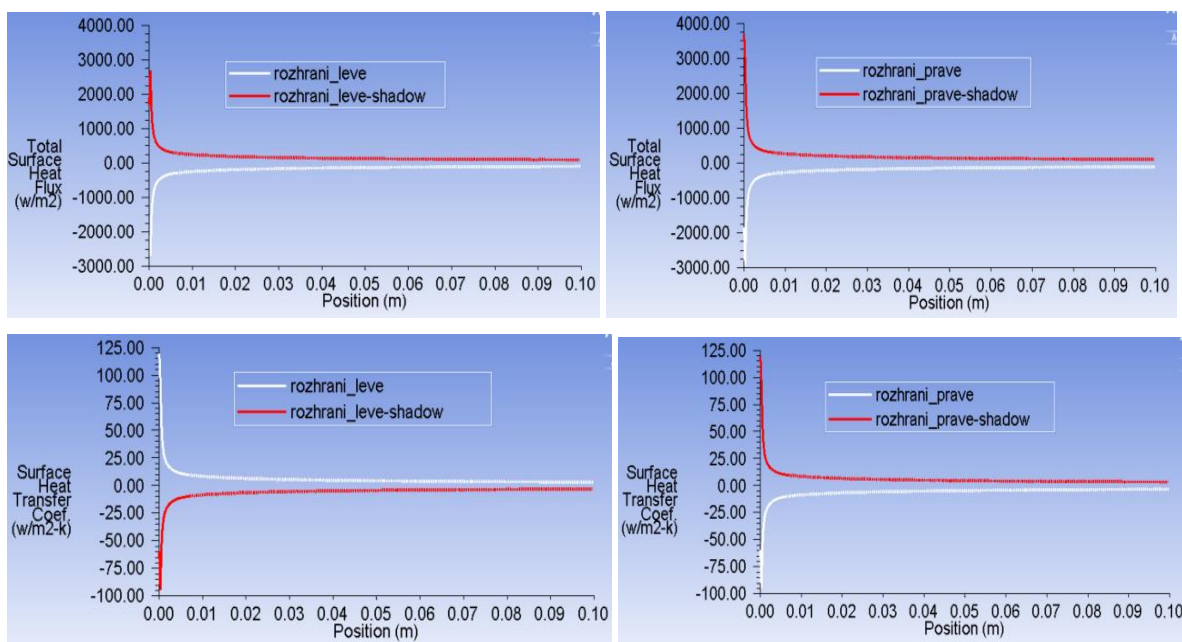 4000.00
3000.00
2000.00
1000.00
0.00
-1000.00
-2000.00
-3000.00
Total
Surface
Heat
Flux
(w/m2)
rozhrani_leve
rozhrani_leve-shadow
0.00 0.01 0.02 0.03 0.04 0.05 0.06 0.07 0.08 0.09 0.10
Position (m)
4000.00
3000.00
2000.00
1000.00
0.00
-1000.00
-2000.00
-3000.00
Total
Surface
Heat
Flux
(w/m2)
rozhrani_prave
rozhrani_prave-shadow
0.00 0.01 0.02 0.03 0.04 0.05 0.06 0.07 0.08 0.09 0.10
Position (m)
125.00
100.00
75.00
50.00
25.00
0.00
-25.00
-50.00
-75.00
-100.00
Surface
Heat
Transfer
Coef.
(w/m2-k)
rozhrani_leve
rozhrani_leve-shadow
0.00 0.01 0.02 0.03 0.04 0.05 0.06 0.07 0.08 0.09 0.10
Position (m)
125.00
100.00
75.00
50.00
25.00
0.00
-25.00
-50.00
-75.00
-100.00
Surface
Heat
Transfer
Coef.
(w/m2-k)
rozhrani_prave
rozhrani_prave-shadow
0.00 0.01 0.02 0.03 0.04 0.05 0.06 0.07 0.08 0.09 0.10
Position (m)